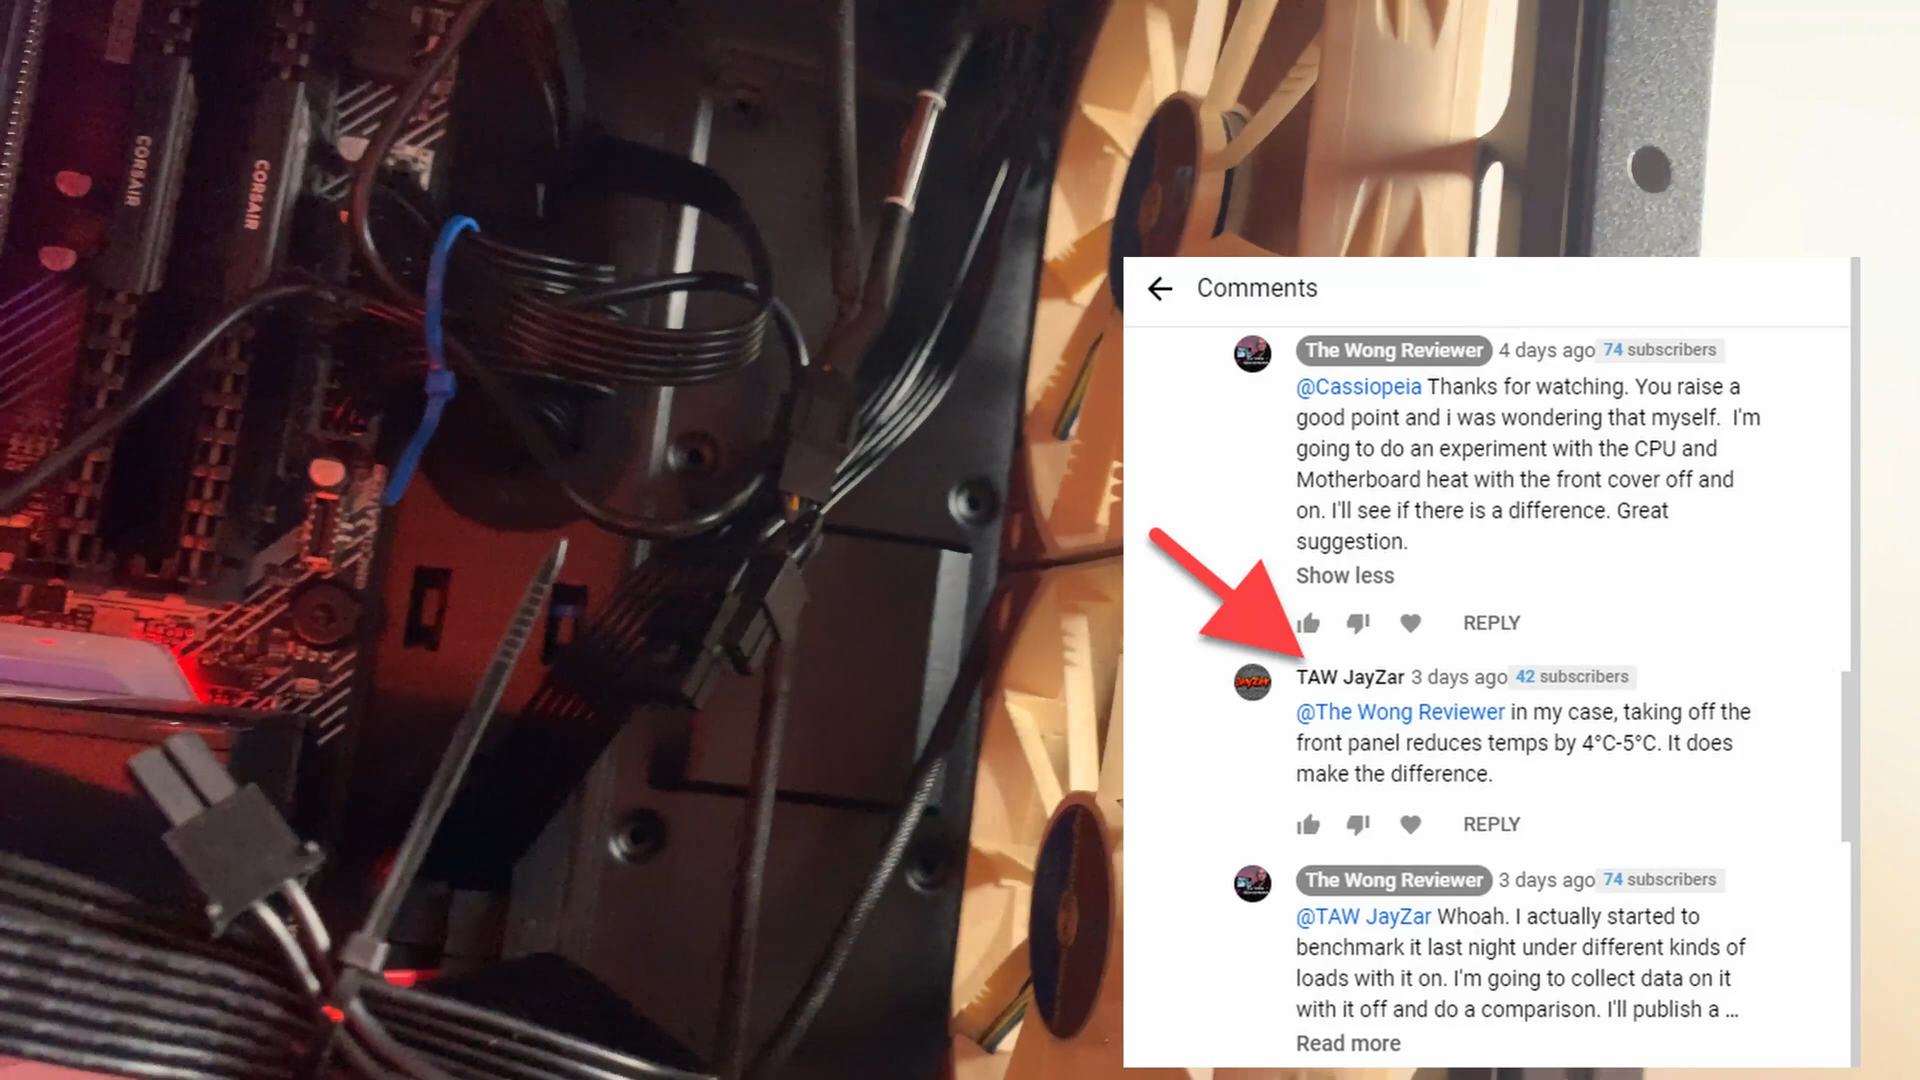 CORSAIR
CORSAIR
Comments
The Wong Reviewer 4 days ago 74 subscribers
@Cassiopeia Thanks for watching. You raise a
good point and i was wondering that myself. I'm
going to do an experiment with the CPU and
Motherboard heat with the front cover off and
on. I'll see if there is a difference. Great
suggestion.
Show less
REPLY
TAW JayZar 3 days ago 42 subscribers
@The Wong Reviewer in my case, taking off the
front panel reduces temps by 4°C-5°C. It does
make the difference.
REPLY
The Wong Reviewer 3 days ago 74 subscribers
@TAW JayZar Whoah. I actually started to
benchmark it last night under different kinds of
loads with it on. I'm going to collect data on it
with it off and do a comparison. I'll publish a ...
Read more